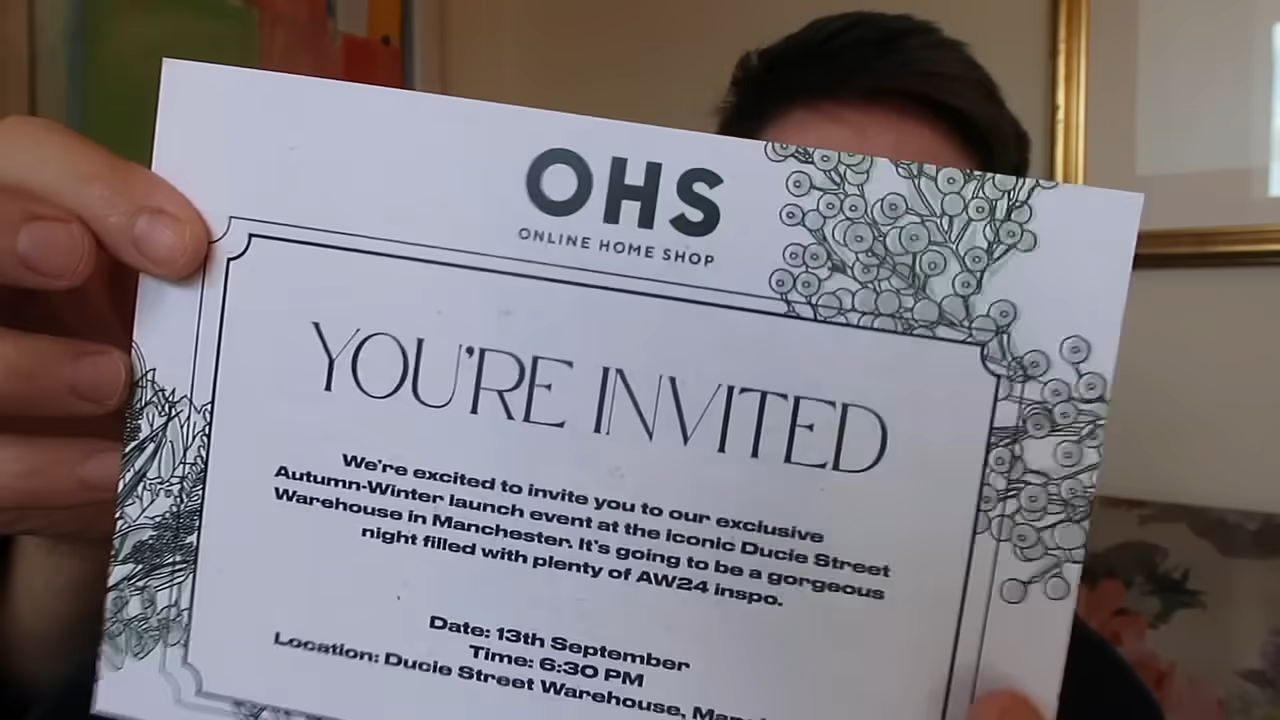 OHS
ONLINE HOME SHOP
YOU'RE INVITED
We're excited to invite you to our exclusive
Autumn-Winter launch event at the iconic Ducie Street
Warehouse in Manchester. It's going to be a gorgeous
night filled with plenty of AW24 inspo.
Date: 13th September
Time: 6:30 PM
Location: Ducie Street Warehouse,